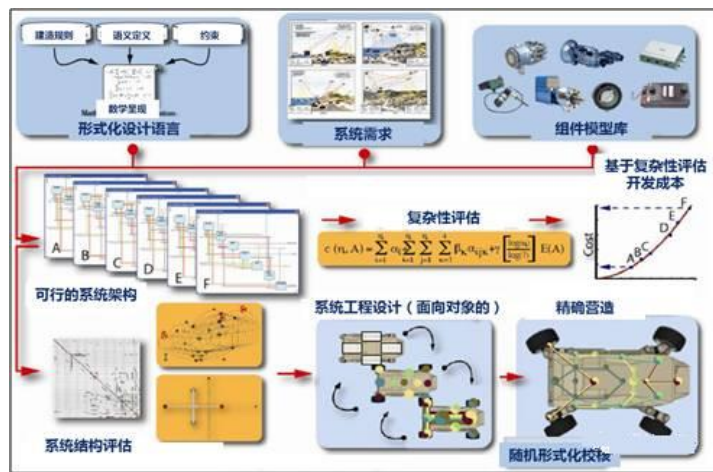 建造规则
语义定义
约束
数学呈现
形式化设计语言
系统需求
组件模型库
基于复杂性评估
开发成本
A
B
C
D
E
F
可行的系统架构
复杂性评估
Cost
A B C
D
E
F
系统结构评估
系统工程设计（面向对象的）
精确营造
随机形式化校核